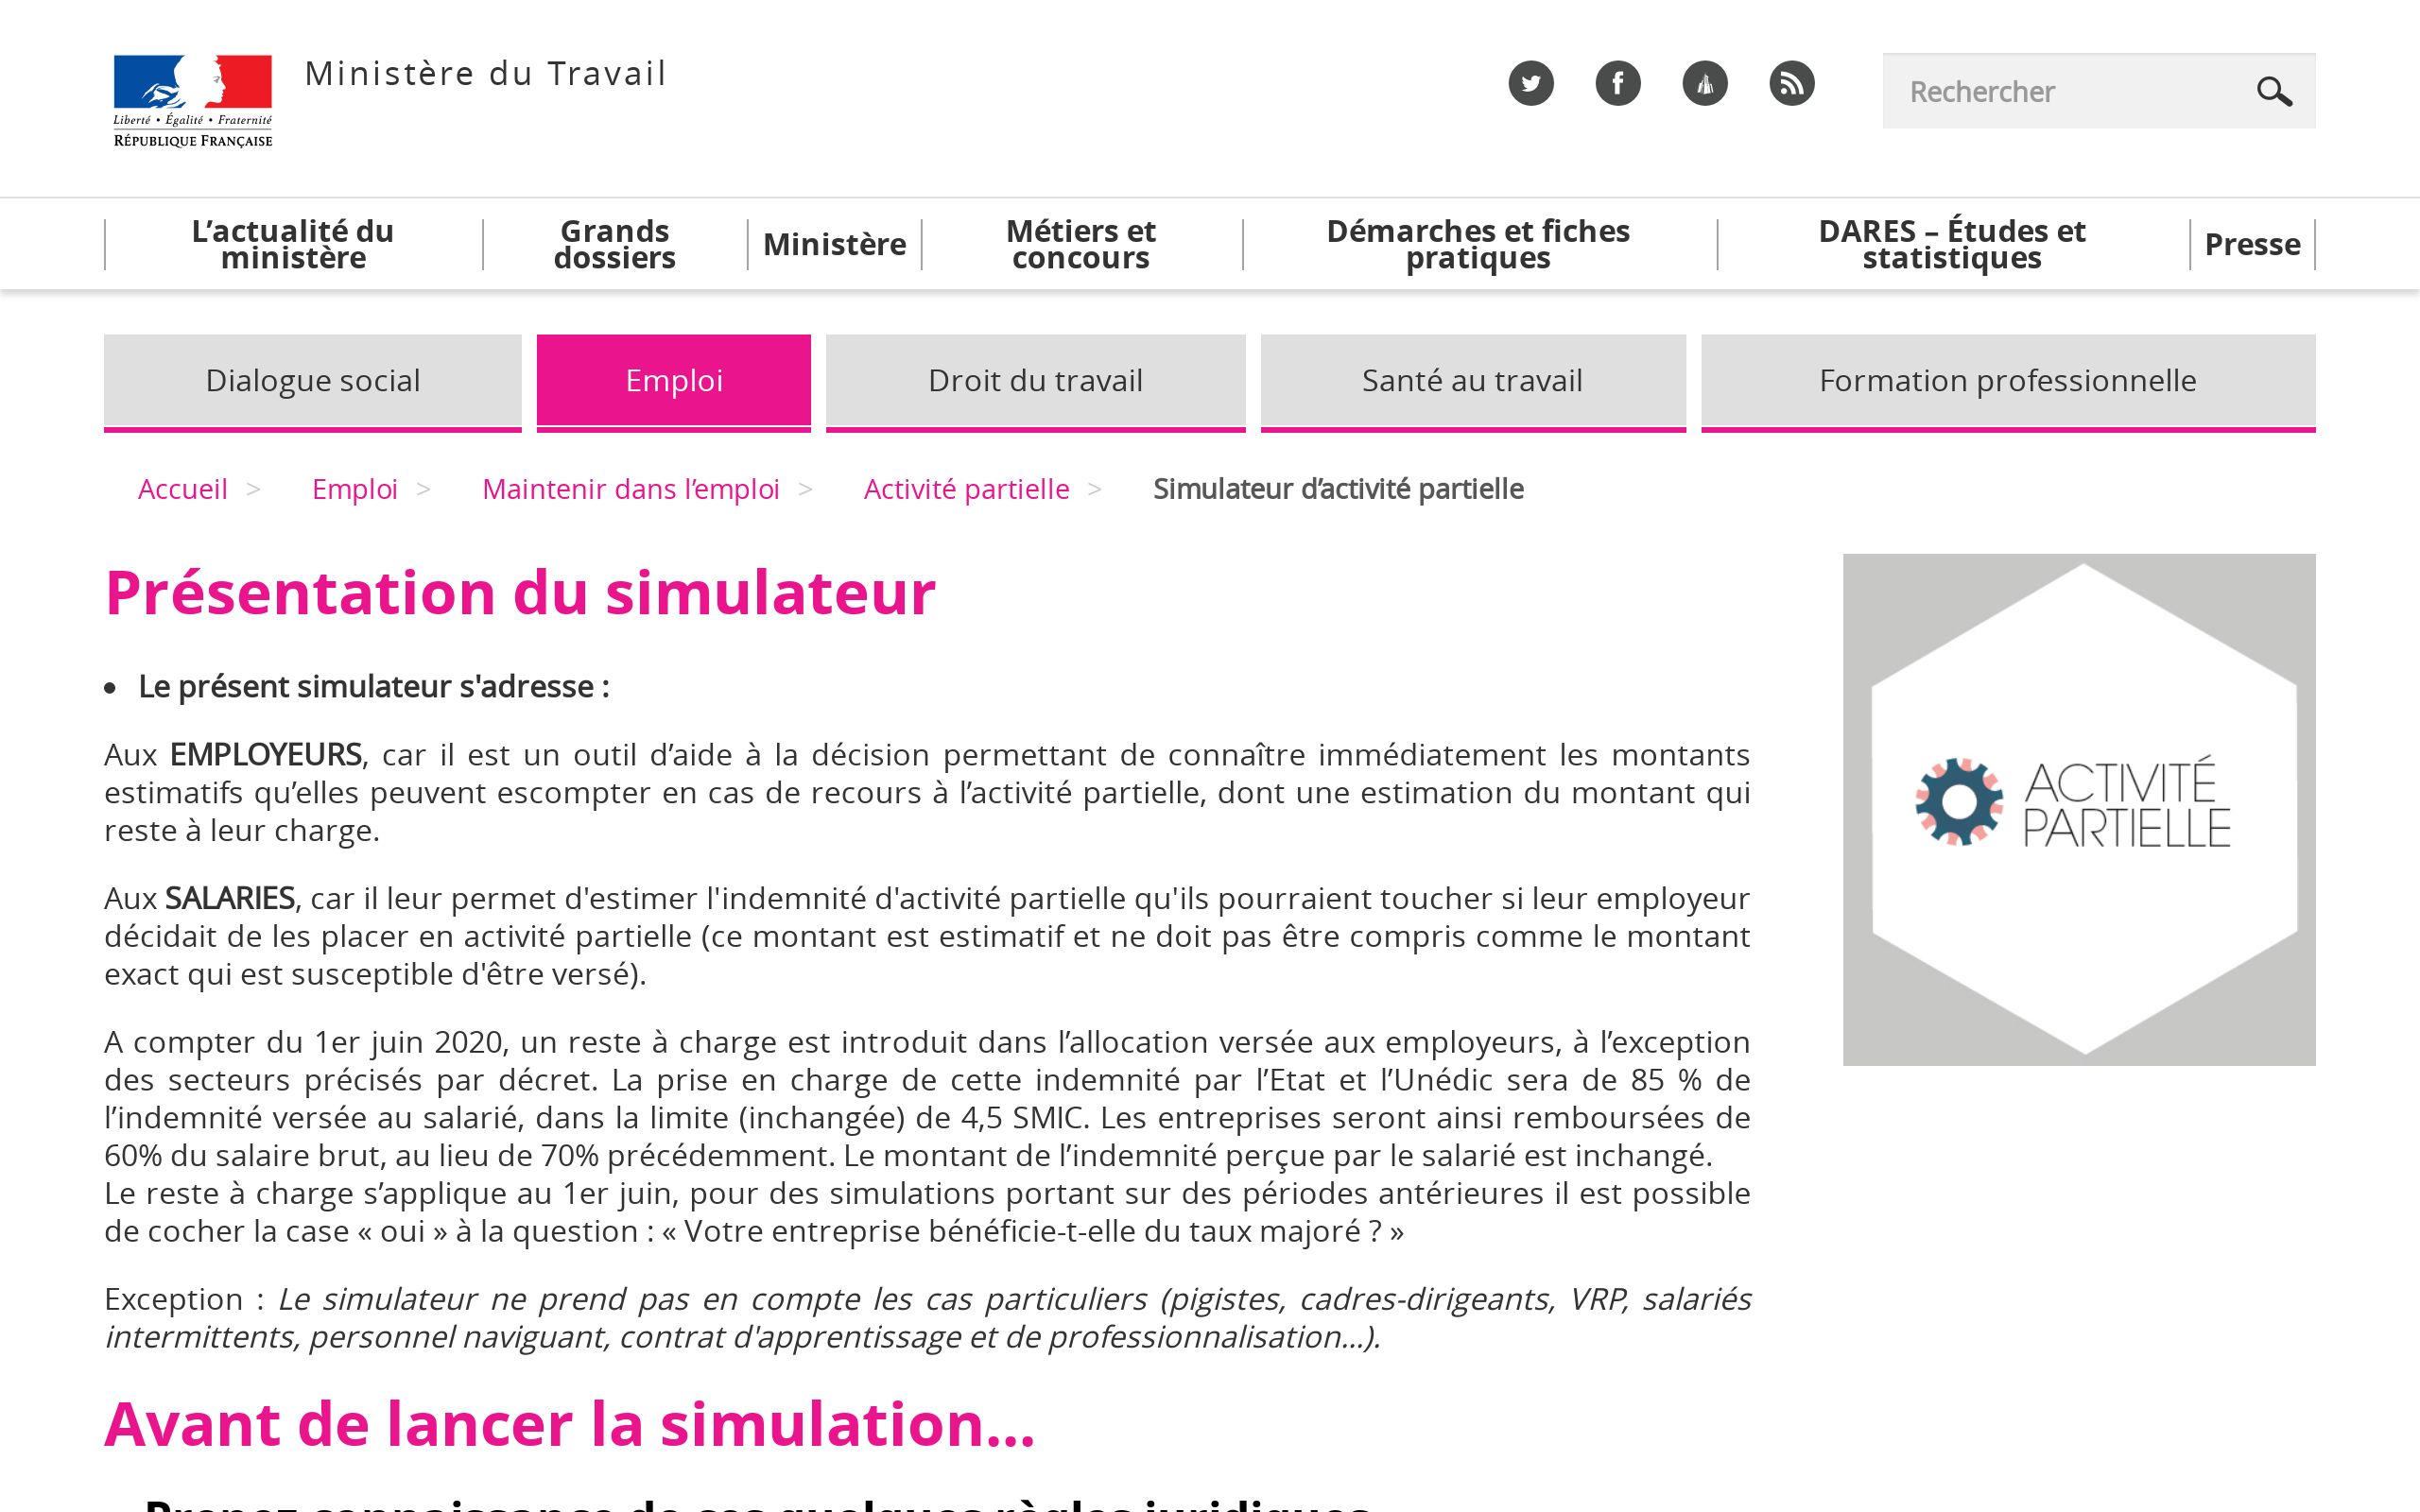 Liberté • Égalité • Fraternité
RÉPUBLIQUE FRANÇAISE
Ministère du Travail
Rechercher
L’actualité du
ministère
Grands
dossiers
Ministère
Métiers et
concours
Démarches et fiches
pratiques
DARES – Études et
statistiques
Presse
Dialogue social
Emploi
Droit du travail
Santé au travail
Formation professionnelle
Accueil > Emploi > Maintenir dans l’emploi > Activité partielle > Simulateur d’activité partielle
Présentation du simulateur
• Le présent simulateur s'adresse :
Aux EMPLOYEURS, car il est un outil d’aide à la décision permettant de connaître immédiatement les montants
estimatifs qu’elles peuvent escompter en cas de recours à l’activité partielle, dont une estimation du montant qui
reste à leur charge.
Aux SALARIES, car il leur permet d'estimer l'indemnité d'activité partielle qu'ils pourraient toucher si leur employeur
décidait de les placer en activité partielle (ce montant est estimatif et ne doit pas être compris comme le montant
exact qui est susceptible d'être versé).
A compter du 1er juin 2020, un reste à charge est introduit dans l’allocation versée aux employeurs, à l’exception
des secteurs précisés par décret. La prise en charge de cette indemnité par l’Etat et l’Unédic sera de 85 % de
l’indemnité versée au salarié, dans la limite (inchangée) de 4,5 SMIC. Les entreprises seront ainsi remboursées de
60% du salaire brut, au lieu de 70% précédemment. Le montant de l’indemnité perçue par le salarié est inchangé.
Le reste à charge s’applique au 1er juin, pour des simulations portant sur des périodes antérieures il est possible
de cocher la case « oui » à la question : « Votre entreprise bénéficie-t-elle du taux majoré ? »
Exception : Le simulateur ne prend pas en compte les cas particuliers (pigistes, cadres-dirigeants, VRP, salariés
intermittents, personnel naviguant, contrat d'apprentissage et de professionnalisation...).
ACTIVITÉ
PARTIELLE
Avant de lancer la simulation...
Prenez connaissance de ces quelques règles juridiques